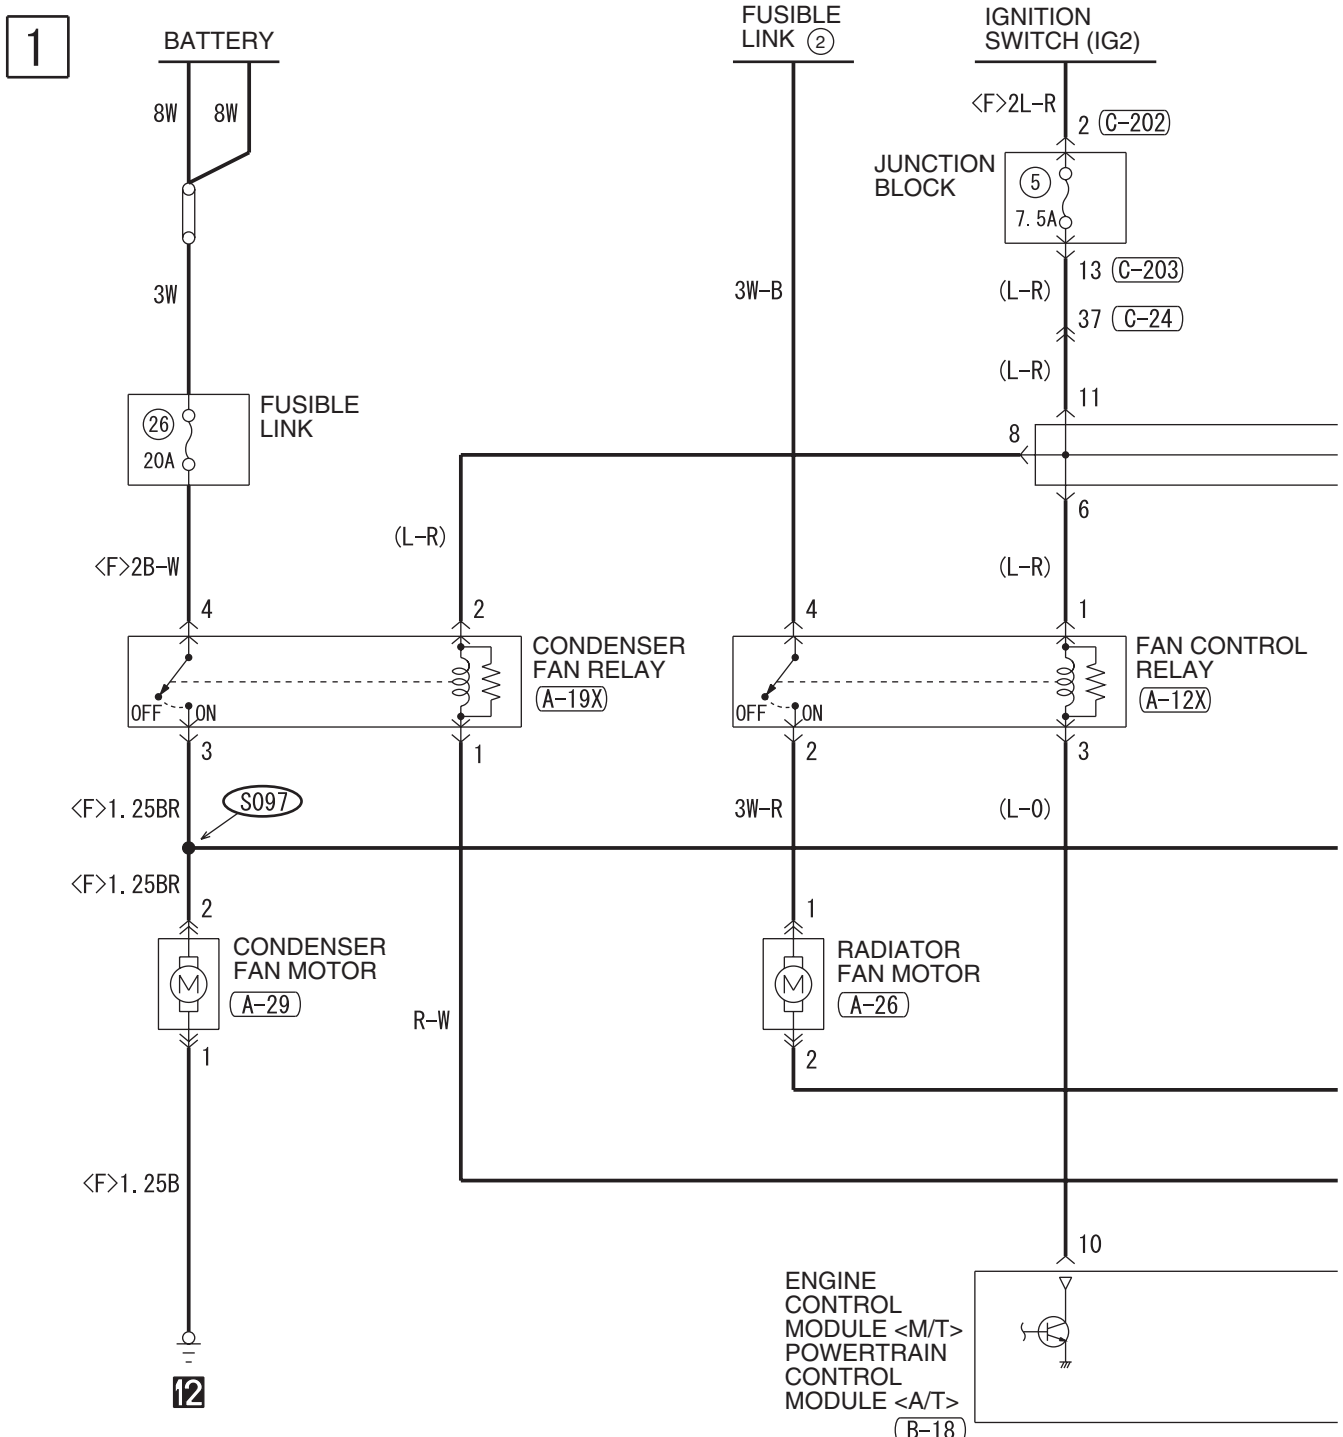 1
BATTERY
FUSIBLE
LINK 2
IGNITION
SWITCH (IG2)
8W
8W
<F>2L-R
2 C-202
JUNCTION
BLOCK
5
7.5A
3W
3W-B
13 C-203
(L-R)
37 C-24
(L-R)
11
FUSIBLE
LINK
26
20A
8
6
(L-R)
<F>2B-W
(L-R)
4
2
4
1
CONDENSER
FAN RELAY
A-19X
FAN CONTROL
RELAY
A-12X
OFF
ON
OFF
ON
3
1
2
3
<F>1.25BR
S097
3W-R
(L-O)
<F>1.25BR
2
1
CONDENSER
FAN MOTOR
M
A-29
RADIATOR
FAN MOTOR
M
A-26
R-W
1
2
<F>1.25B
10
ENGINE
CONTROL
MODULE <M/T>
POWERTRAIN
CONTROL
MODULE <A/T>
B-18
12